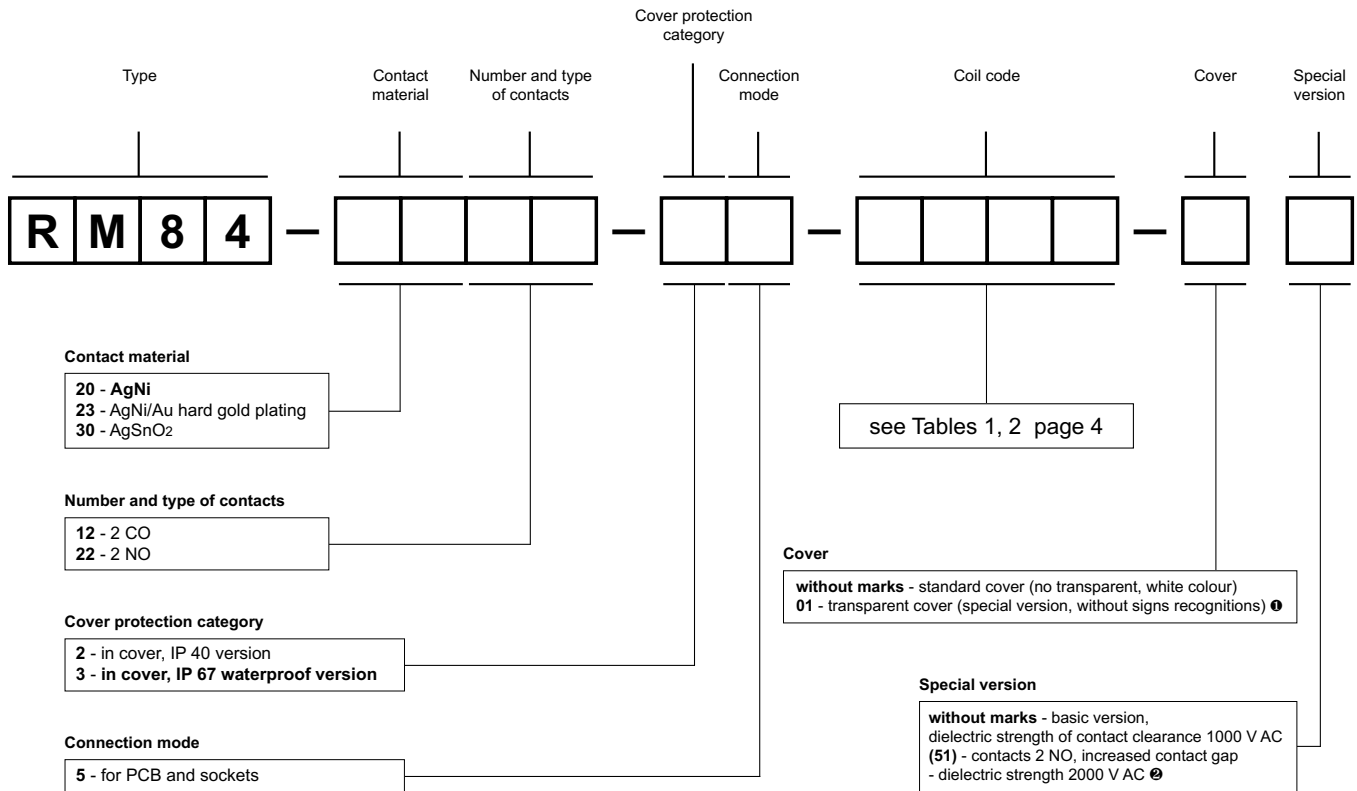 Cover protection
category
Type
Contact
material
Number and type
of contacts
Connection
mode
Coil code
Cover
Special
version
R M 8 4 – – – –
Contact material
20 - AgNi
23 - AgNi/Au hard gold plating
30 - AgSnO2
see Tables 1, 2 page 4
Number and type of contacts
12 - 2 CO
22 - 2 NO
Cover
without marks - standard cover (no transparent, white colour)
01 - transparent cover (special version, without signs recognitions) ❶
Cover protection category
2 - in cover, IP 40 version
3 - in cover, IP 67 waterproof version
Special version
without marks - basic version,
dielectric strength of contact clearance 1000 V AC
(51) - contacts 2 NO, increased contact gap
- dielectric strength 2000 V AC ❷
Connection mode
5 - for PCB and sockets